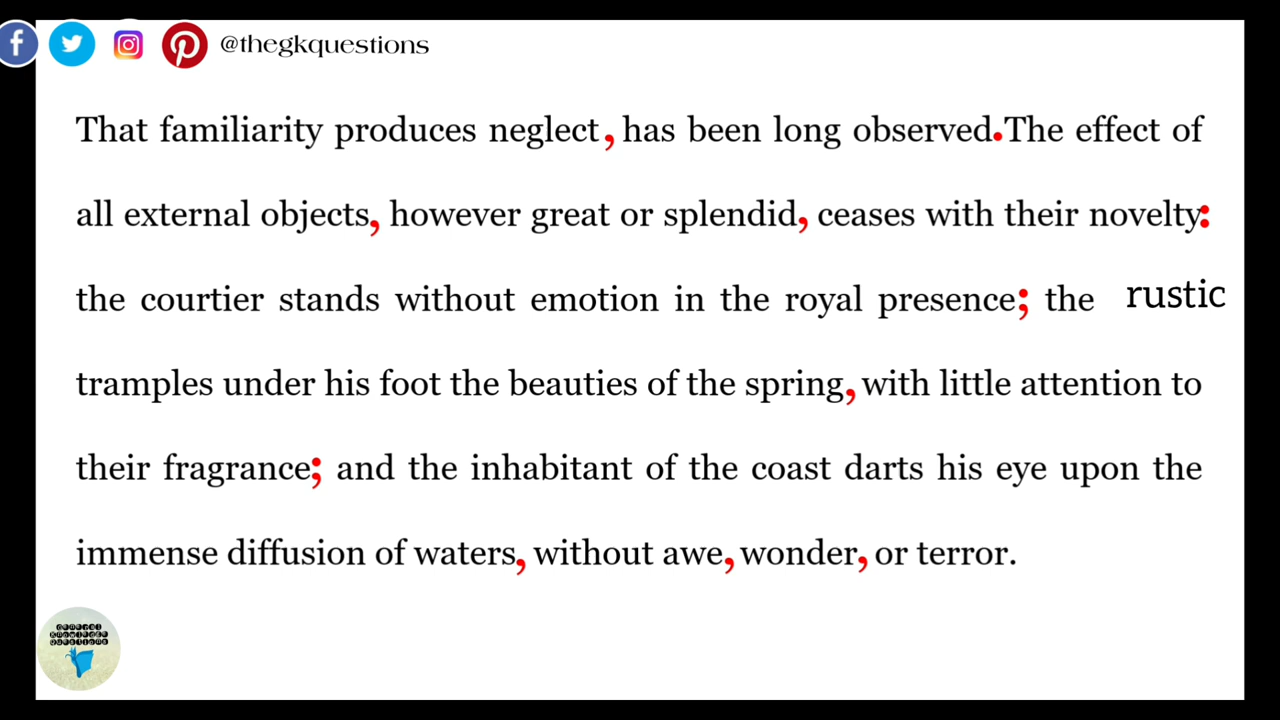 @thegkquestions
That familiarity produces neglect, has been long observed.The effect of
all external objects, however great or splendid, ceases with their novelty:
the courtier stands without emotion in the royal presence; the rustic
tramples under his foot the beauties of the spring, with little attention to
their fragrance; and the inhabitant of the coast darts his eye upon the
immense diffusion of waters, without awe, wonder, or terror.
General
Knowledge
Questions